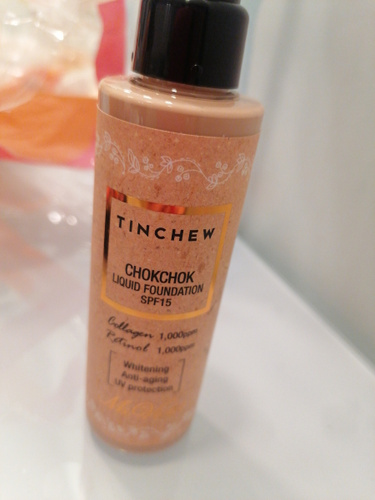 TINCHEW
CHOKCHOK
LIQUID FOUNDATION
SPF15
Collagen 1,000ppm
Retinol 1,000ppm
Whitening
Anti-aging
UV protection